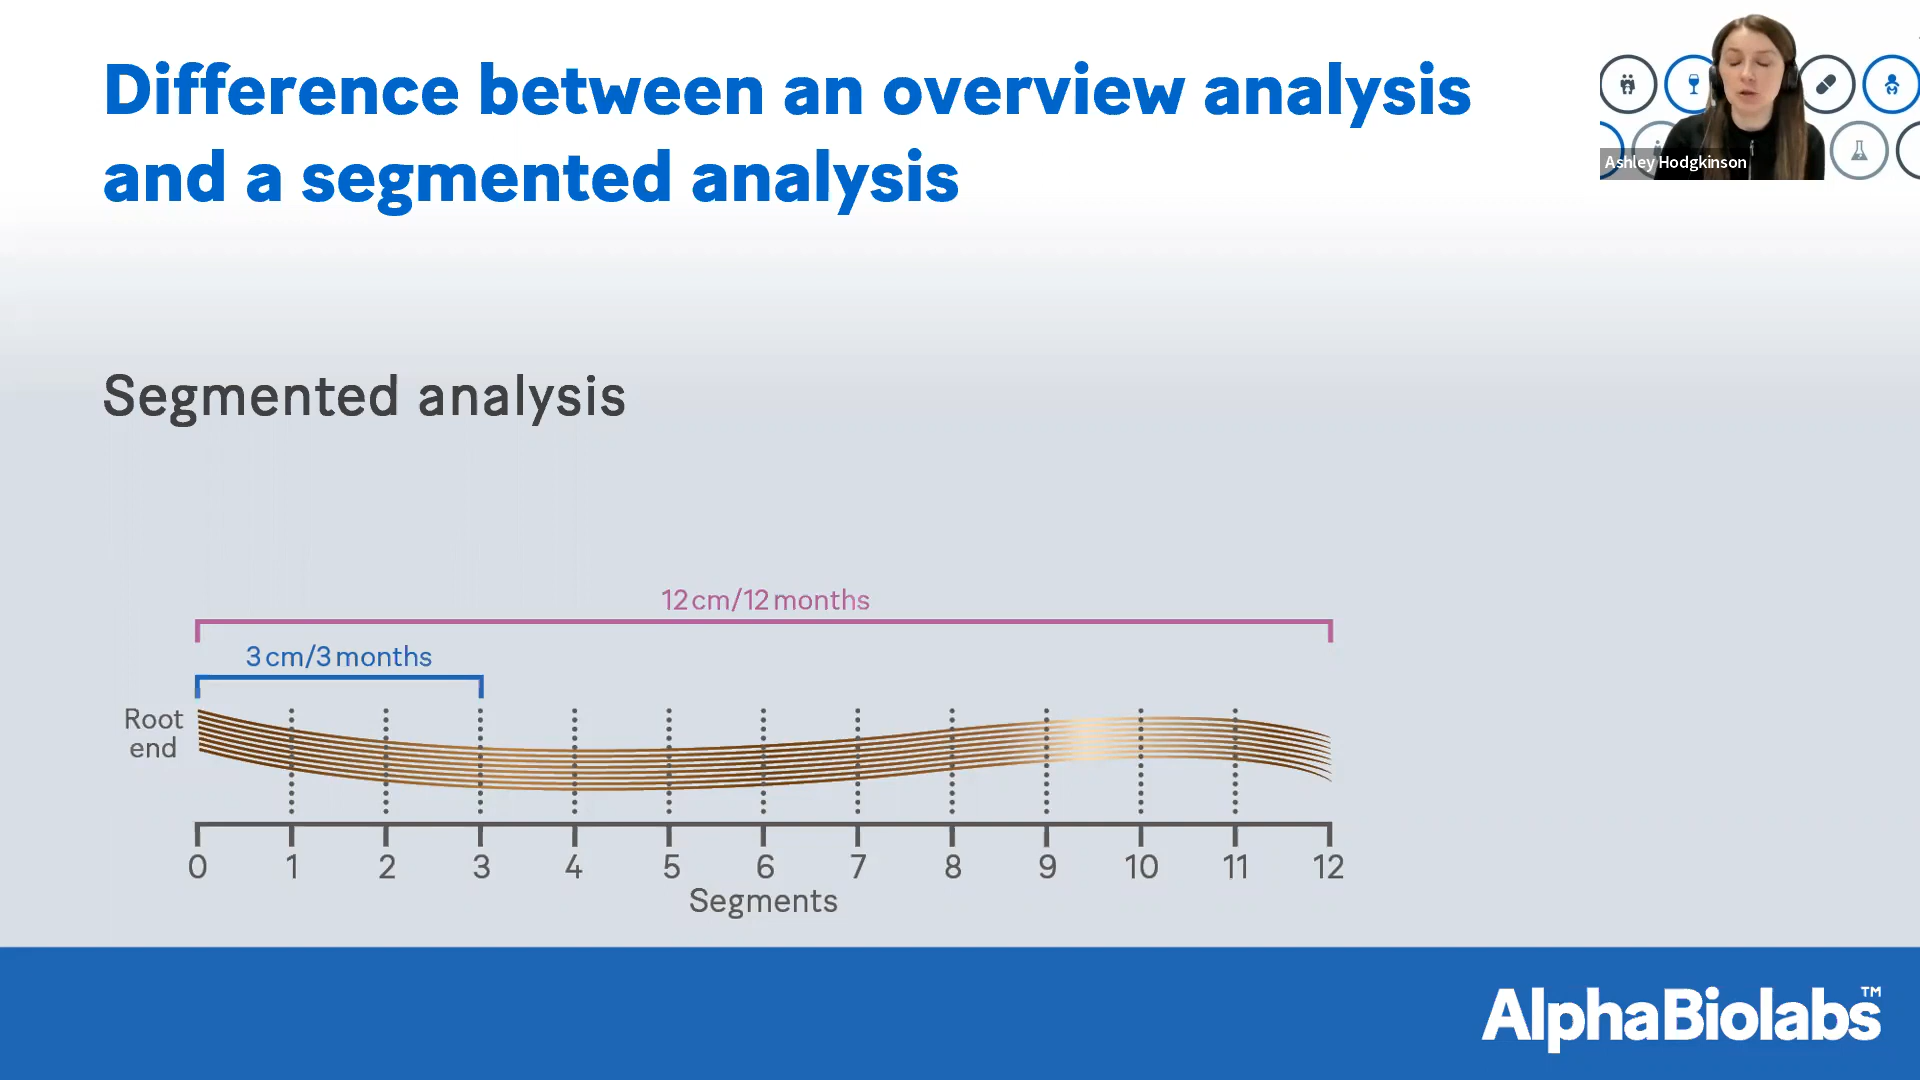 Difference between an overview analysis
and a segmented analysis
Ashley Hodgkinson
Segmented analysis
12 cm/12 months
3 cm/3 months
Root
end
0 1 2 3 4 5 6 7 8 9 10 11 12
Segments
AlphaBiolabs™